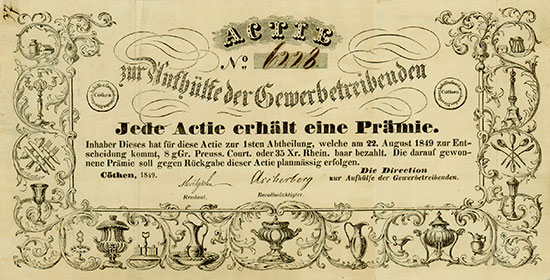 ACTIE
No. 6228
zur Aufhülfe der Gewerbetreibenden
Cöthen
Cöthen
Jede Actie erhält eine Prämie.
Inhaber Dieses hat für diese Actie zur 1sten Abtheilung, welche am 22. August 1849 zur Ent-
scheidung kommt, 8 gGr. Preuss. Court. oder 35 Xr. Rhein. baar bezahlt. Die darauf gewon-
nene Prämie soll gegen Rückgabe dieser Actie planmässig erfolgen.
Cöthen, 1849.
Die Direction
zur Aufhülfe der Gewerbetreibenden.
Rendant.
Bevollmächtigter.